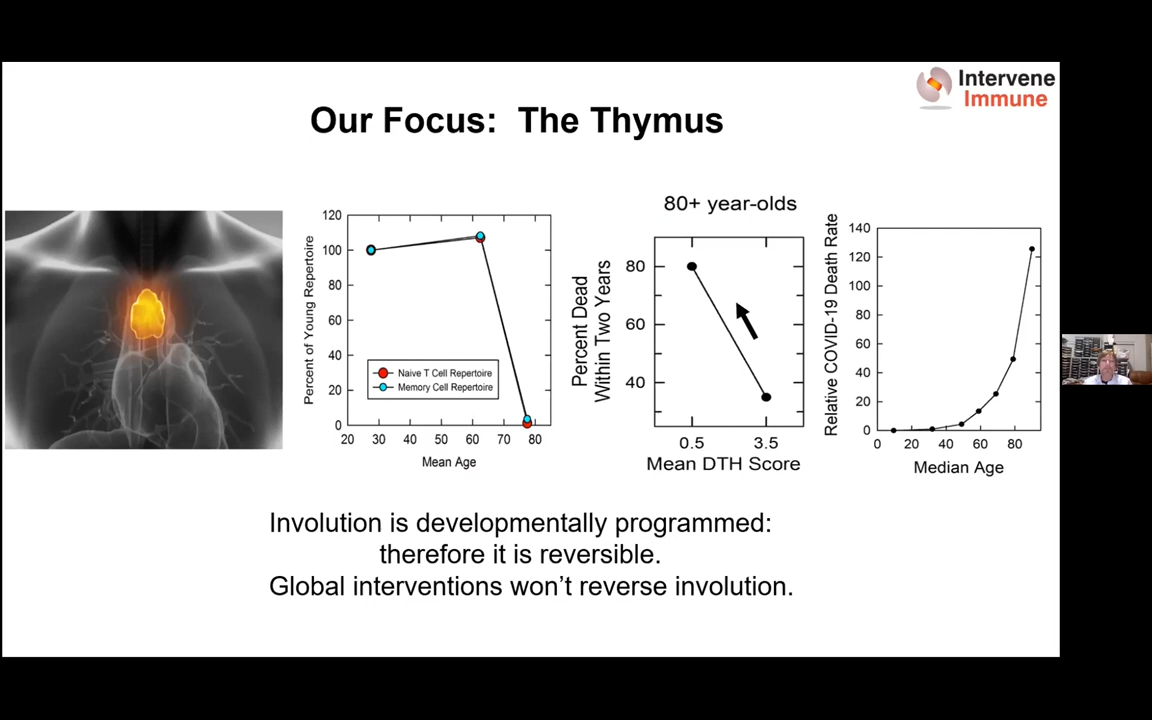 Intervene
Immune
Our Focus: The Thymus
Percent of Young Repertoire
120
100
80
60
40
20
0
Naive T Cell Repertoire
Memory Cell Repertoire
20 30 40 50 60 70 80
Mean Age
80+ year-olds
Percent Dead
Within Two Years
80
60
40
0.5 3.5
Mean DTH Score
Relative COVID-19 Death Rate
140
120
100
80
60
40
20
0
0 20 40 60 80
Median Age
Involution is developmentally programmed:
therefore it is reversible.
Global interventions won't reverse involution.